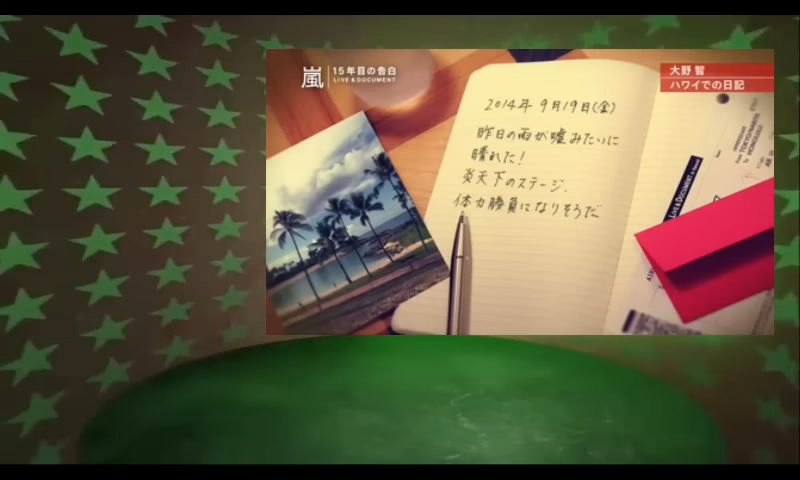 嵐
15年目の告白
LIVE & DOCUMENT
大野 智
ハワイでの日記
2014年 9月19日(金)
昨日の雨が嘘みたいに
晴れた!
炎天下のステージ.
体力勝負になりそうだ
LIVE & DOCUMENT